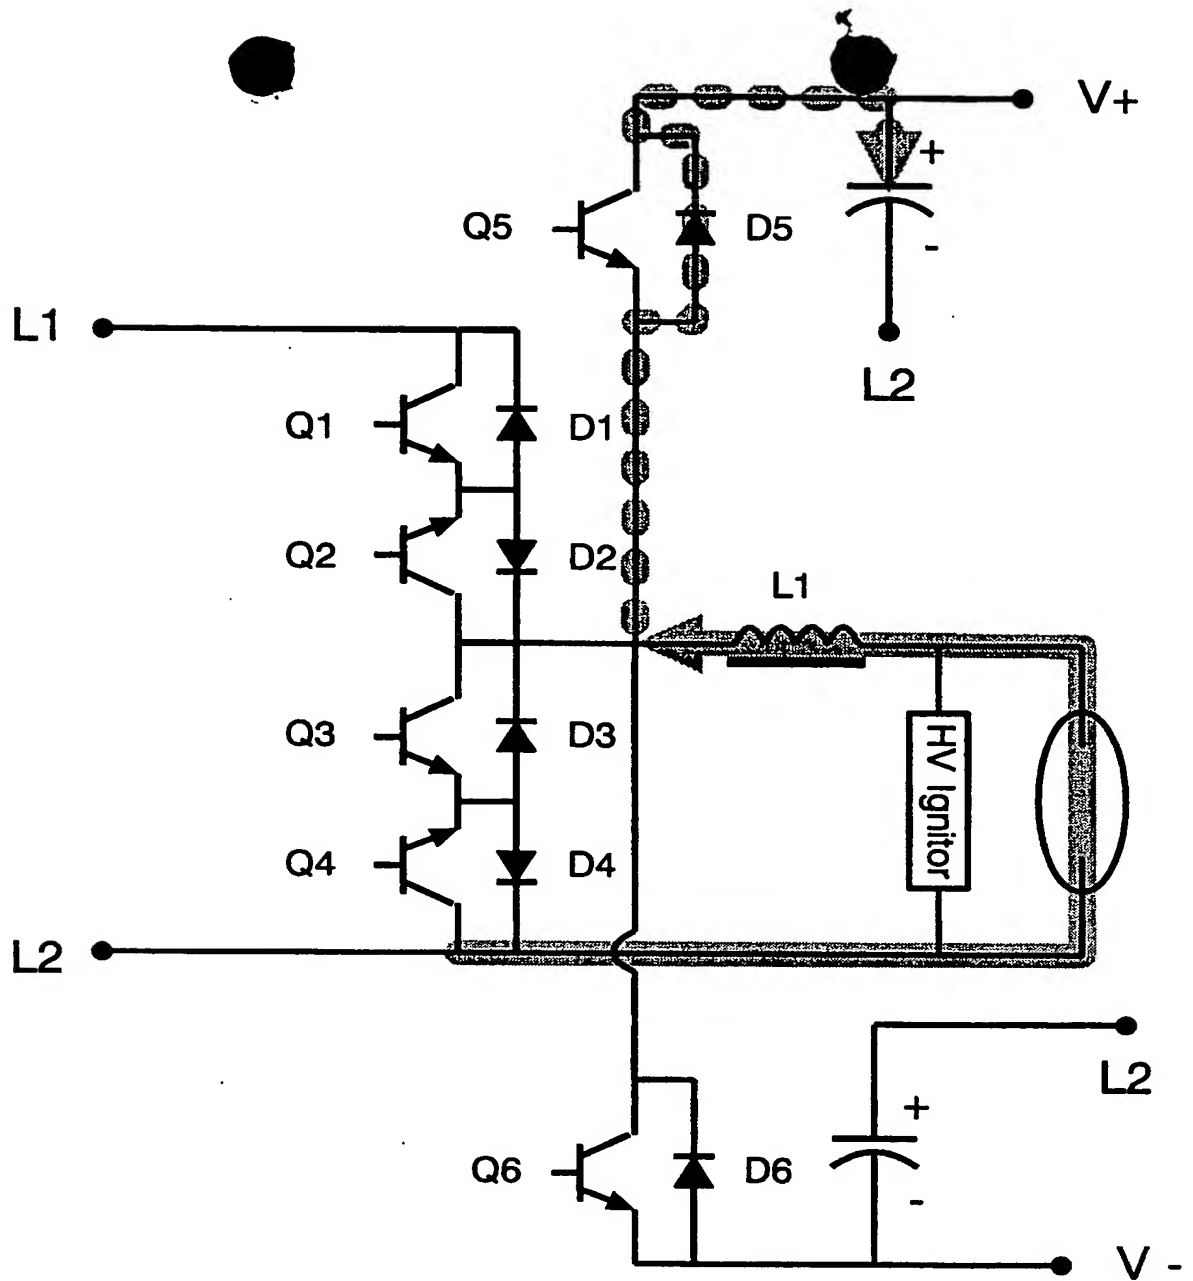 V+
+
Q5
D5
-
L1
L2
Q1
D1
Q2
D2
L1
Q3
D3
HV Ignitor
Q4
D4
L2
L2
+
Q6
D6
-
V -